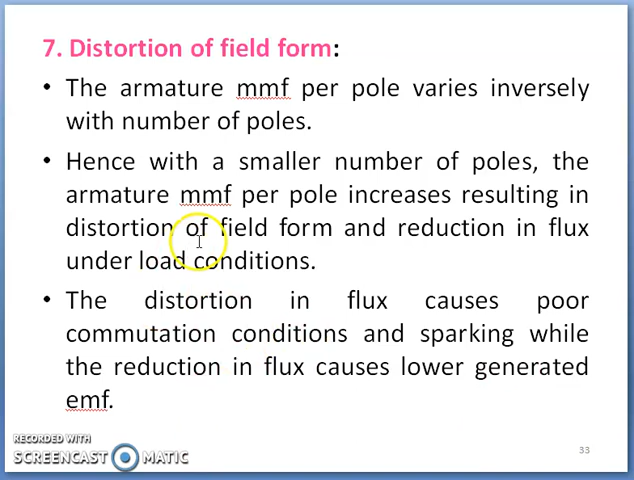 7. Distortion of field form:
• The armature mmf per pole varies inversely
with number of poles.
• Hence with a smaller number of poles, the
armature mmf per pole increases resulting in
distortion of field form and reduction in flux
under load conditions.
• The distortion in flux causes poor
commutation conditions and sparking while
the reduction in flux causes lower generated
emf.
RECORDED WITH
SCREENCAST MATIC
33